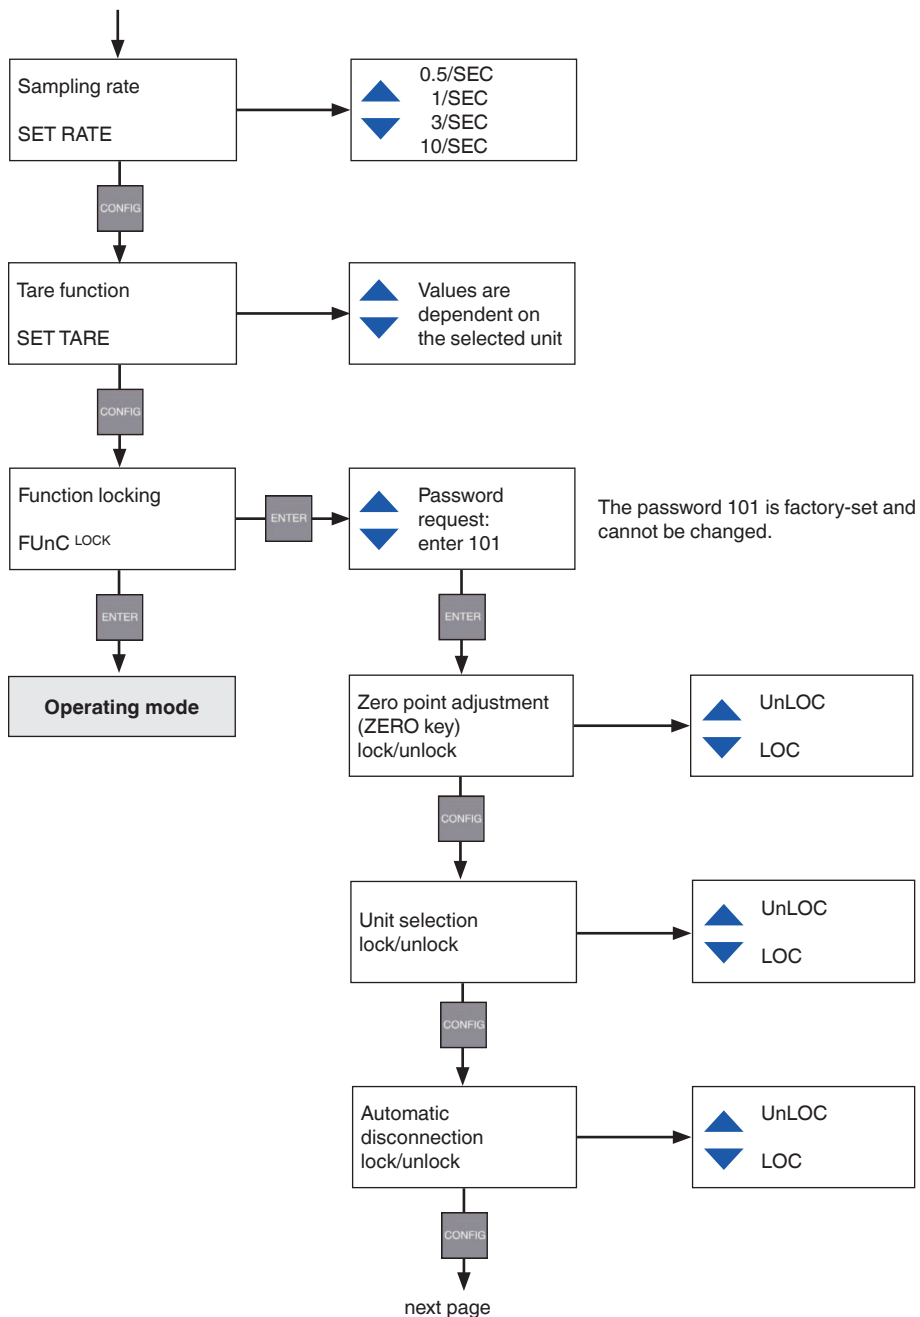 Sampling rate
SET RATE
0.5/SEC
1/SEC
3/SEC
10/SEC
CONFIG
Tare function
SET TARE
Values are
dependent on
the selected unit
CONFIG
Function locking
FUnC LOCK
ENTER
Password
request:
enter 101
The password 101 is factory-set and
cannot be changed.
ENTER
ENTER
Operating mode
Zero point adjustment
(ZERO key)
lock/unlock
UnLOC
LOC
CONFIG
Unit selection
lock/unlock
UnLOC
LOC
CONFIG
Automatic
disconnection
lock/unlock
UnLOC
LOC
CONFIG
next page